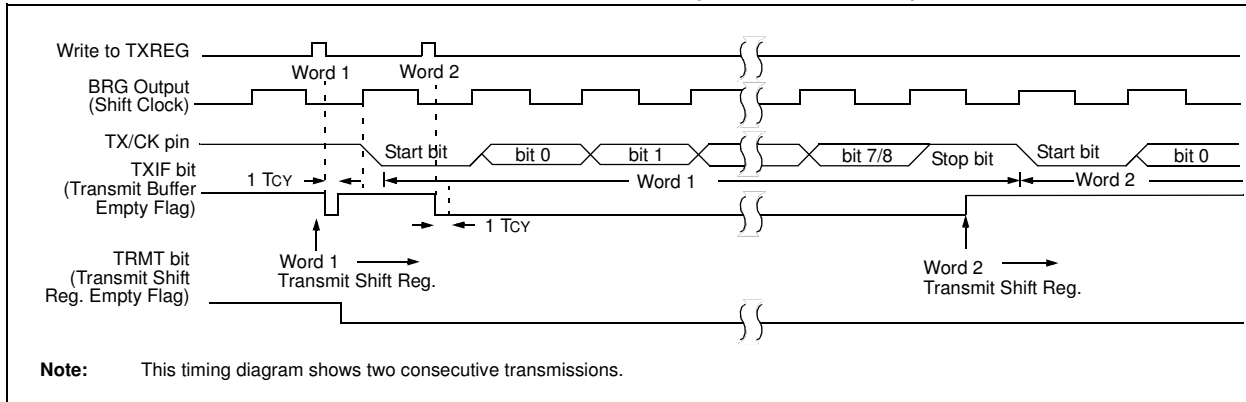 Write to TXREG
Word 1 Word 2
BRG Output
(Shift Clock)
TX/CK pin
Start bit bit 0 bit 1 bit 7/8 Stop bit Start bit bit 0
TXIF bit
(Transmit Buffer
Empty Flag)
1 TCY Word 1 Word 2
1 TCY
TRMT bit
(Transmit Shift
Reg. Empty Flag)
Word 1
Transmit Shift Reg.
Word 2
Transmit Shift Reg.
Note: This timing diagram shows two consecutive transmissions.